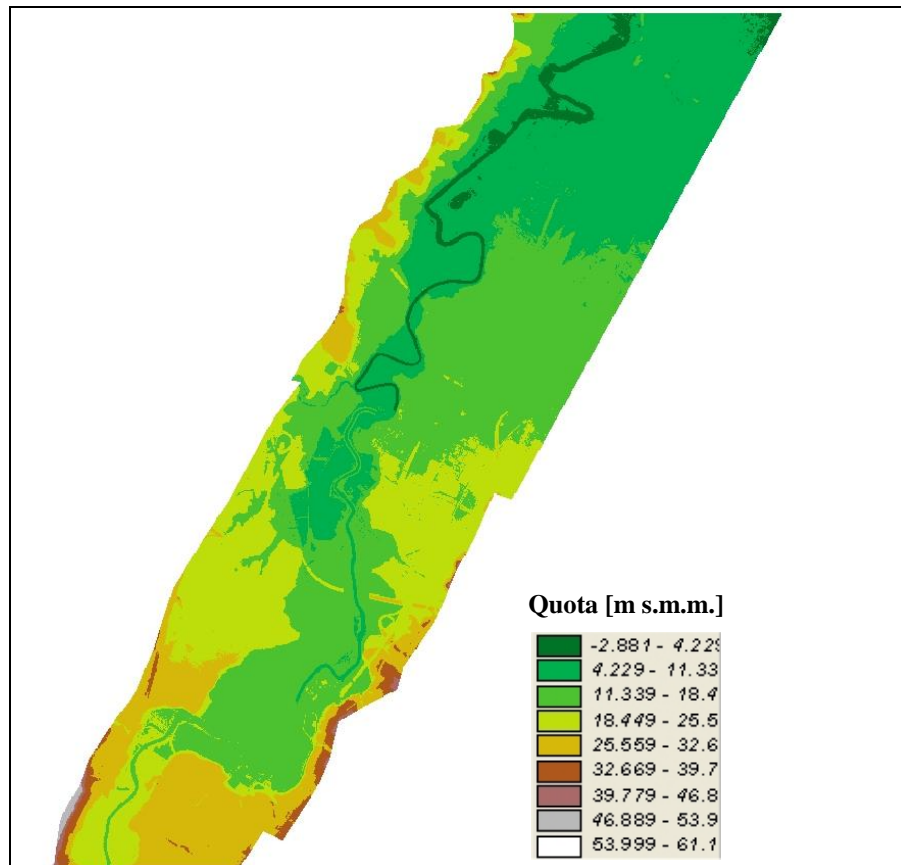 Quota [m s.m.m.]
-2.881 - 4.229
4.229 - 11.33
11.339 - 18.4
18.449 - 25.5
25.559 - 32.6
32.669 - 39.7
39.779 - 46.8
46.889 - 53.9
53.999 - 61.1